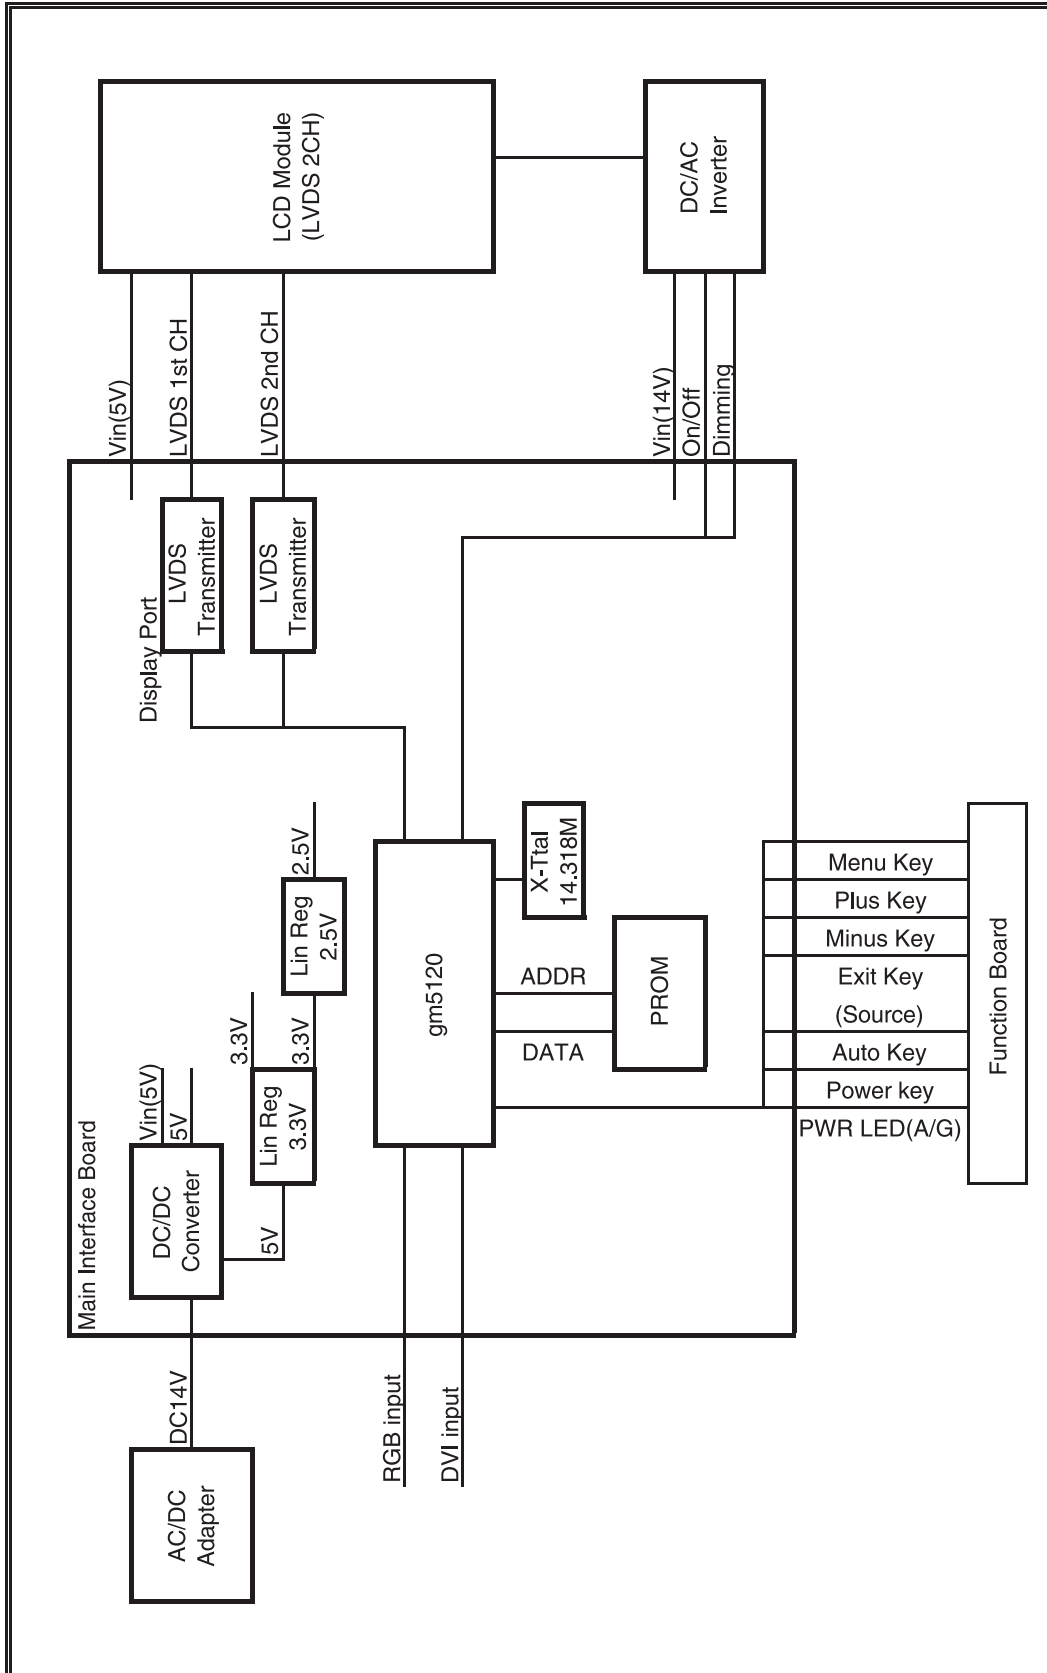 Main Interface Board
AC/DC
Adapter
DC14V
DC/DC
Converter
Vin(5V)
5V
5V
Lin Reg
3.3V
3.3V
3.3V
Lin Reg
2.5V
2.5V
Display Port
LVDS
Transmitter
LVDS
Transmitter
Vin(5V)
LVDS 1st CH
LVDS 2nd CH
LCD Module
(LVDS 2CH)
RGB input
DVI input
gm5120
X-Ttal
14.318M
ADDR
DATA
PROM
Vin(14V)
On/Off
Dimming
DC/AC
Inverter
Menu Key
Plus Key
Minus Key
Exit Key
(Source)
Auto Key
Power key
PWR LED(A/G)
Function Board